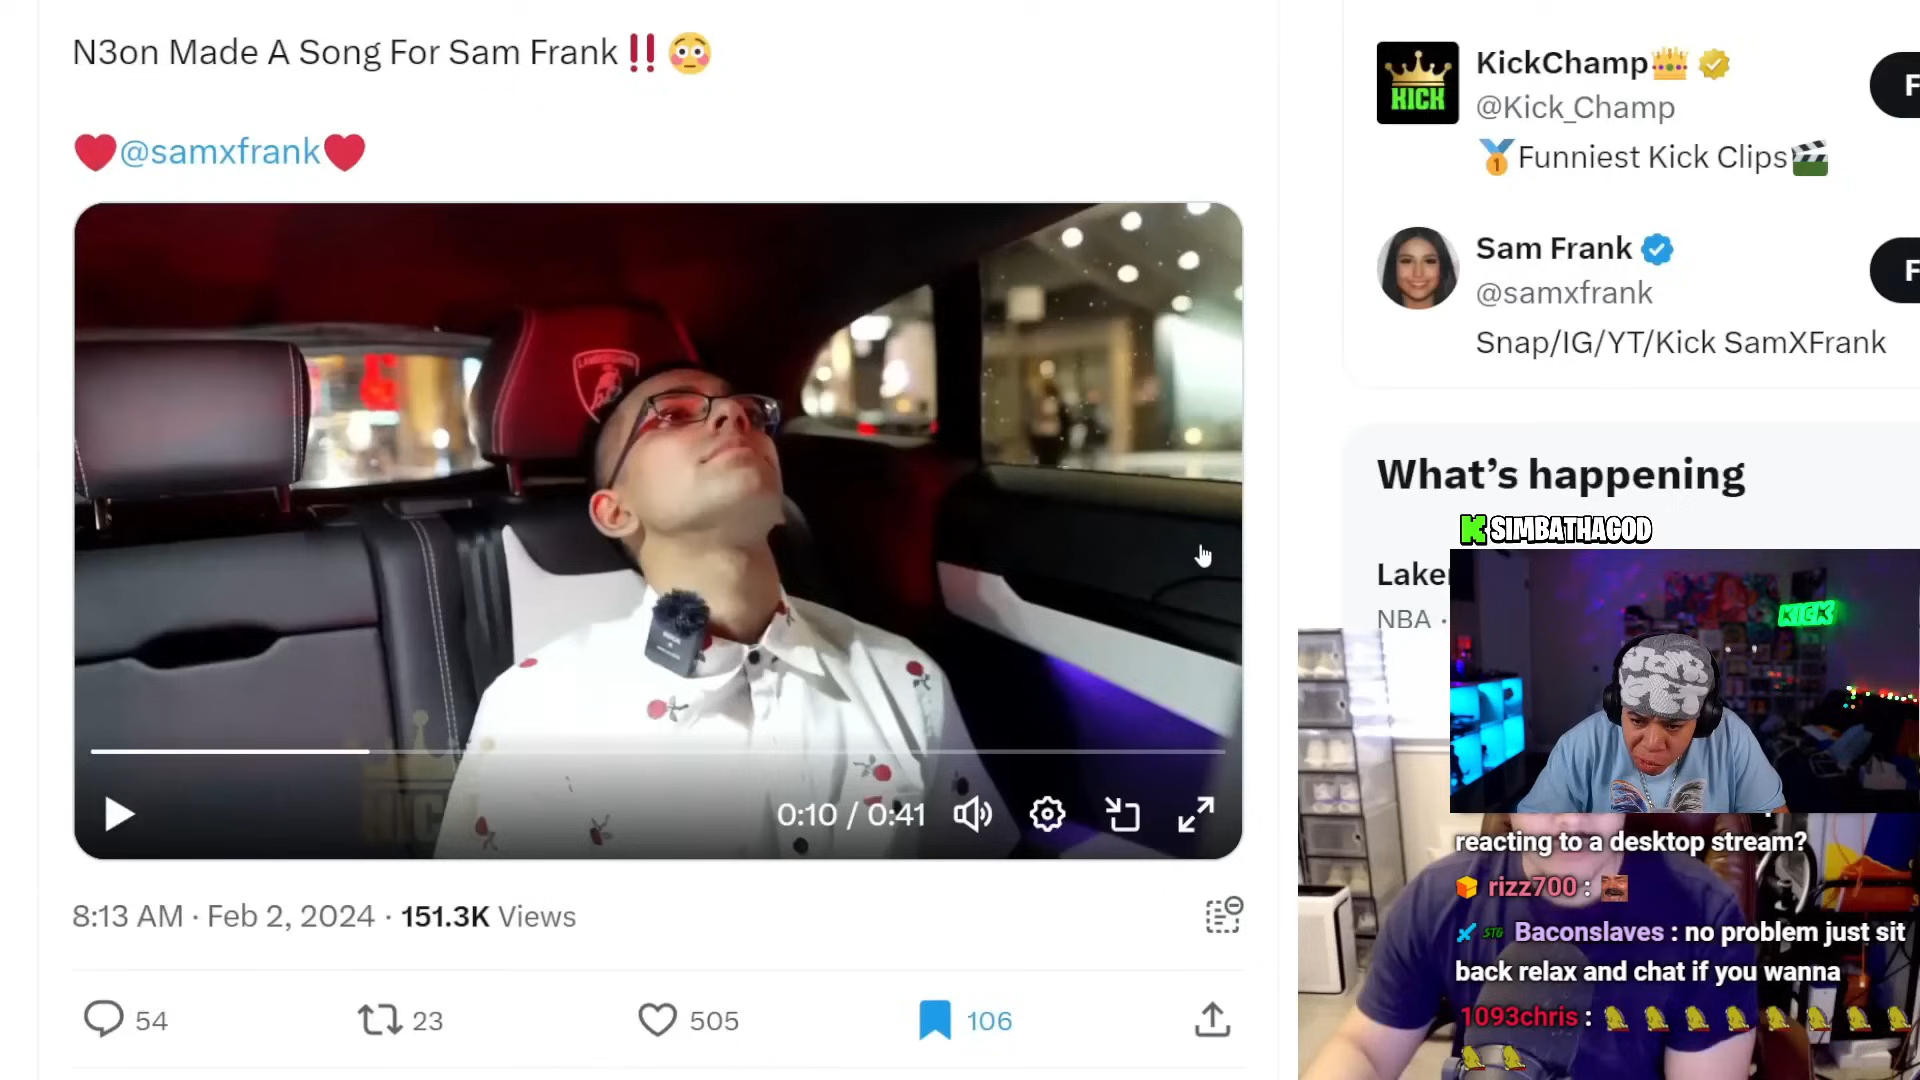 N3on Made A Song For Sam Frank‼️😳
❤️@samxfrank❤️
LAMBORGHINI
0:10 / 0:41
8:13 AM · Feb 2, 2024 · 151.3K Views
54
23
505
106
KICK
KickChamp👑
@Kick_Champ
🥇Funniest Kick Clips🎬
F
Sam Frank
@samxfrank
Snap/IG/YT/Kick SamXFrank
F
What’s happening
K SIMBATHAGOD
NBA ·
KICK
reacting to a desktop stream?
rizz700 :
STG Baconslaves : no problem just sit
back relax and chat if you wanna
1093chris :